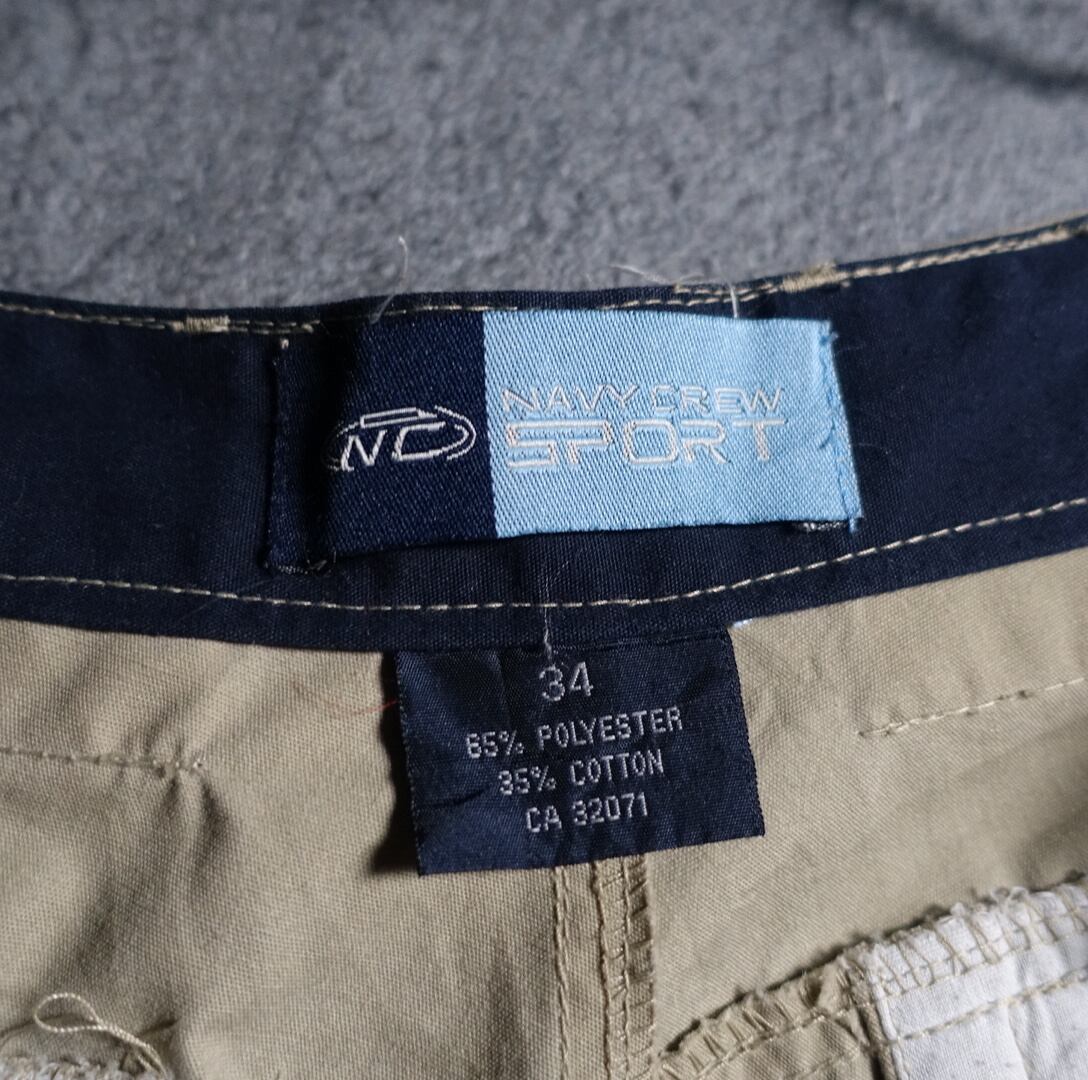 NC
NAVY CREW
SPORT
34
65% POLYESTER
35% COTTON
CA 32071